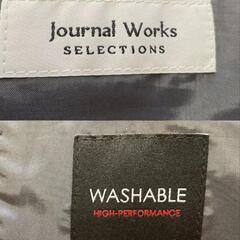 Journal Works
SELECTIONS
WASHABLE
HIGH-PERFORMANCE